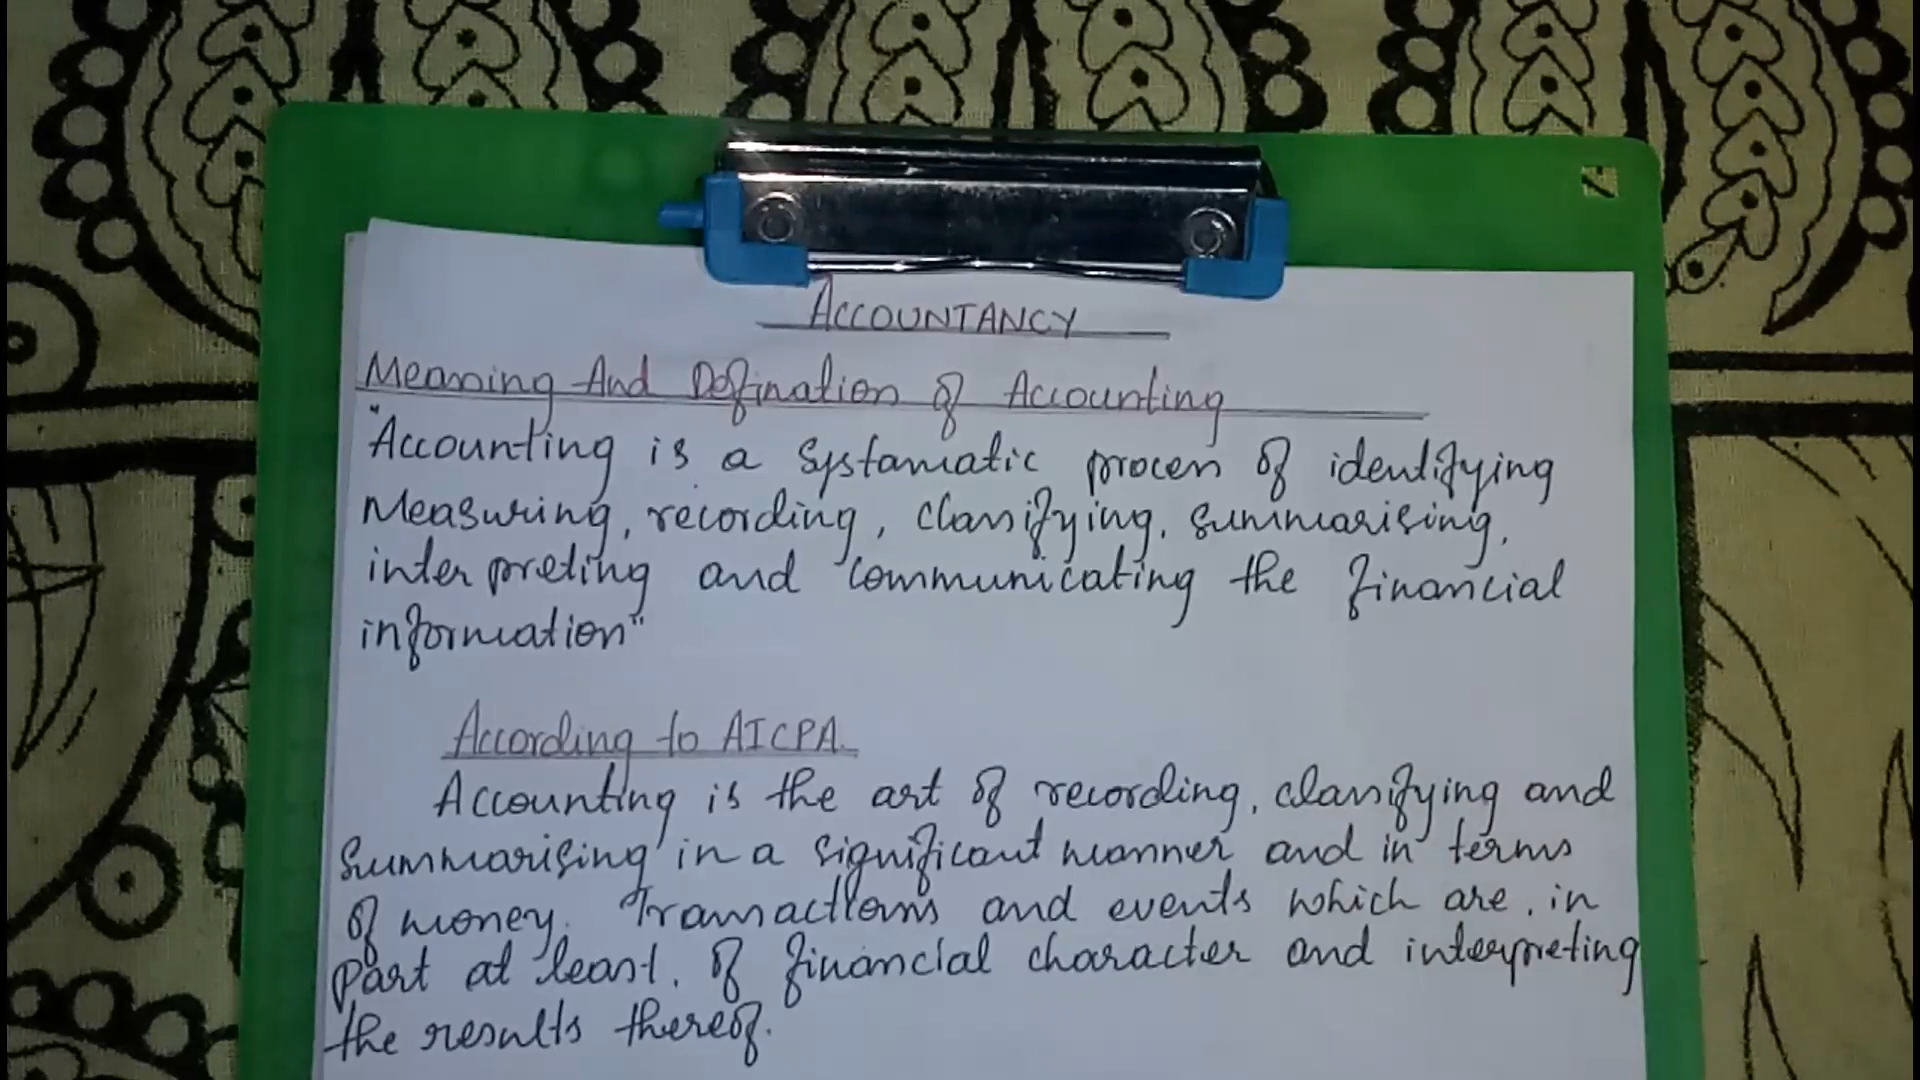 ACCOUNTANCY
Meaning And Defination of Accounting
"Accounting is a systamatic process of identifying
Measuring, recording, classifying, summarising,
interpreting and communicating the financial
information"
According to AICPA.
Accounting is the art of recording, classifying and
summarising in a significant manner and in terms
of money. Transactions and events which are, in
part at least, of financial character and interpreting
the results thereof.